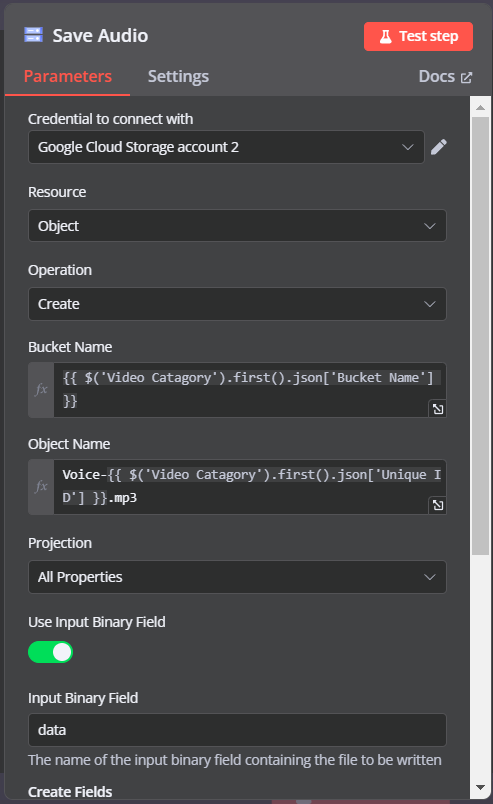 Save Audio
Test step
Parameters
Settings
Docs
Credential to connect with
Google Cloud Storage account 2
Resource
Object
Operation
Create
Bucket Name
fx
{{ $('Video Catagory').first().json['Bucket Name']
}}
Object Name
fx
Voice-{{ $('Video Catagory').first().json['Unique I
D'] }}.mp3
Projection
All Properties
Use Input Binary Field
Input Binary Field
data
The name of the input binary field containing the file to be written
Create Fields